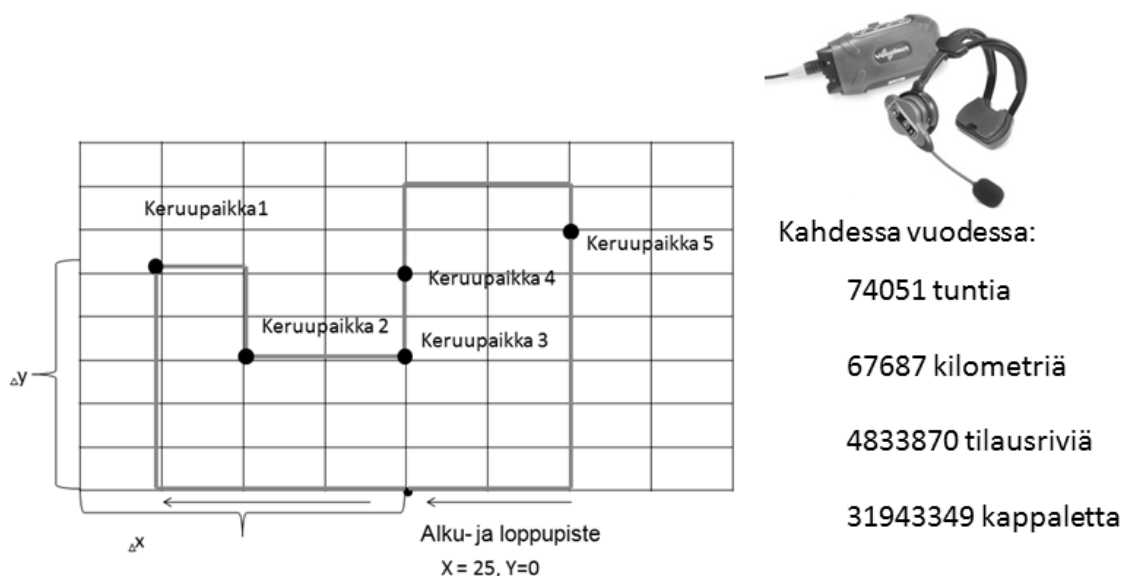 Keruupaikka1
Keruupaikka 5
Keruupaikka 4
Keruupaikka 2
Keruupaikka 3
△y
△x
Alku- ja loppupiste
X = 25, Y=0
Kahdessa vuodessa:
74051 tuntia
67687 kilometriä
4833870 tilausriviä
31943349 kappaletta